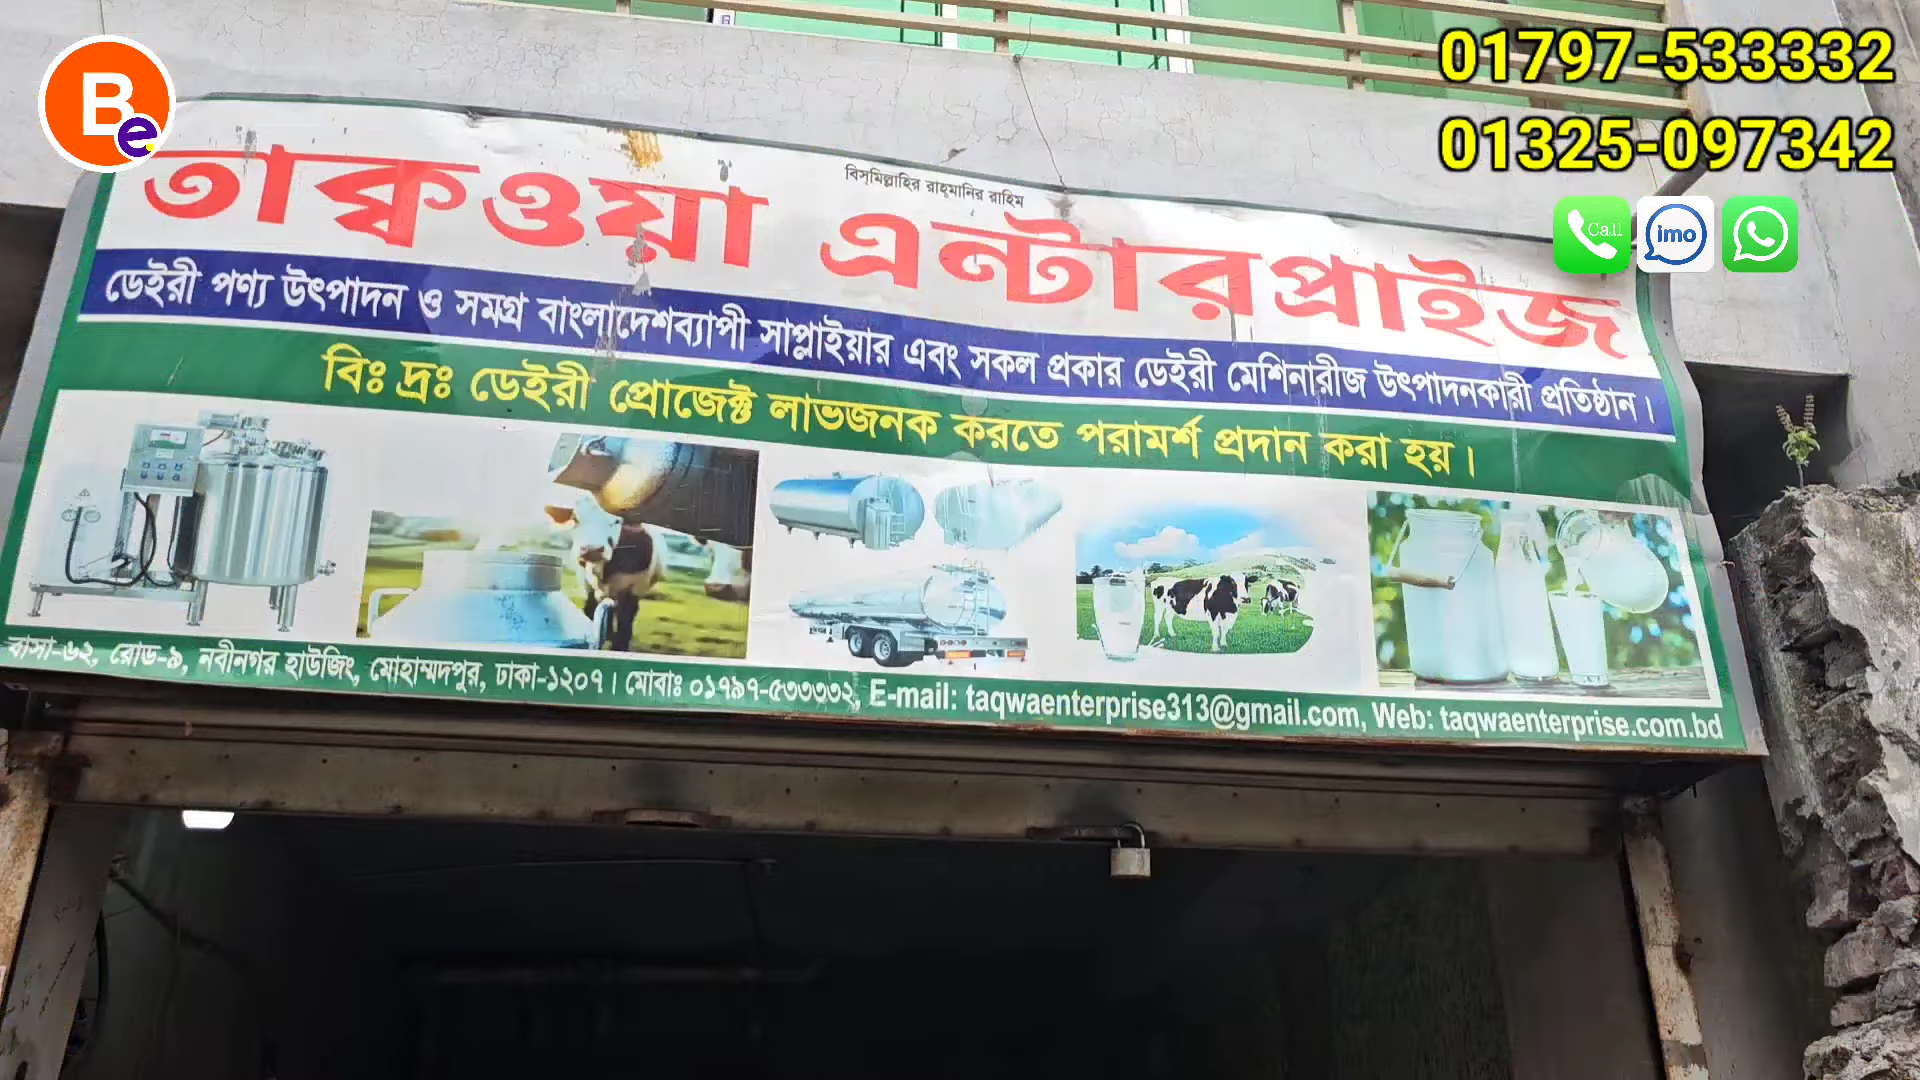 Be
01797-533332
01325-097342
Call
imo
বিস্‌মিল্লাহির রাহ্‌মানির রাহিম
তাক্বওয়া এন্টারপ্রাইজ
ডেইরী পণ্য উৎপাদন ও সমগ্র বাংলাদেশব্যাপী সাপ্লাইয়ার এবং সকল প্রকার ডেইরী মেশিনারীজ উৎপাদনকারী প্রতিষ্ঠান।
বিঃ দ্রঃ ডেইরী প্রোজেক্ট লাভজনক করতে পরামর্শ প্রদান করা হয়।
বাসা-৬২, রোড-৯, নবীনগর হাউজিং, মোহাম্মদপুর, ঢাকা-১২০৭। মোবাঃ ০১৭৯৭-৫৩৩৩৩২, E-mail: taqwaenterprise313@gmail.com, Web: taqwaenterprise.com.bd